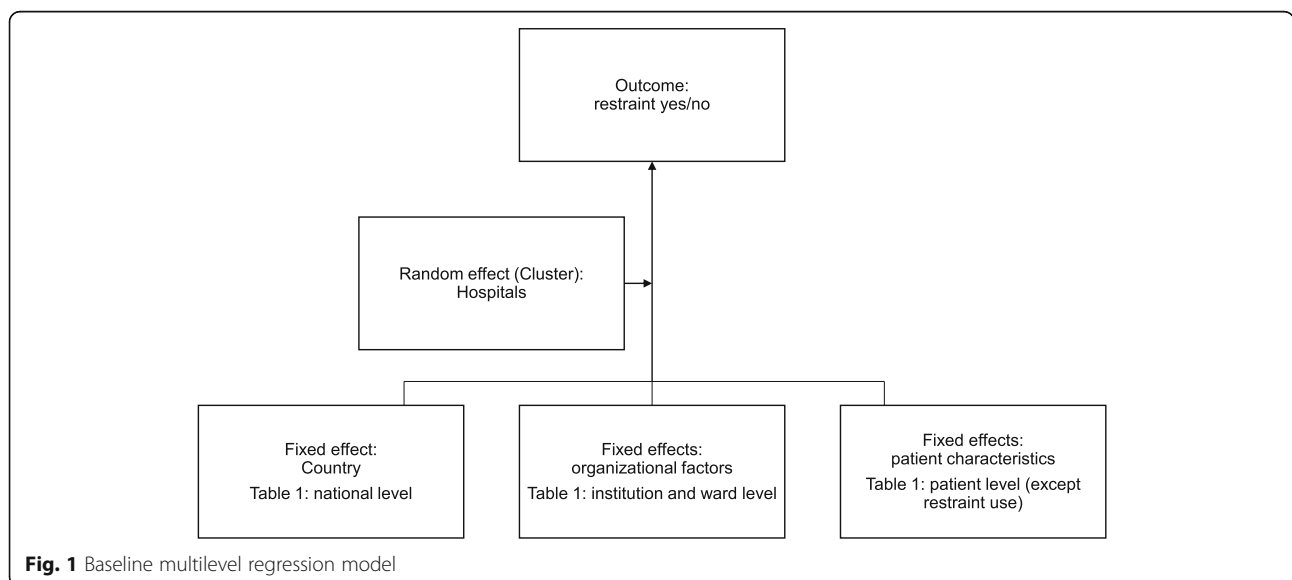 Outcome:
restraint yes/no
Random effect (Cluster):
Hospitals
Fixed effect:
Country
Table 1: national level
Fixed effects:
organizational factors
Table 1: institution and ward level
Fixed effects:
patient characteristics
Table 1: patient level (except
restraint use)
Fig. 1 Baseline multilevel regression model